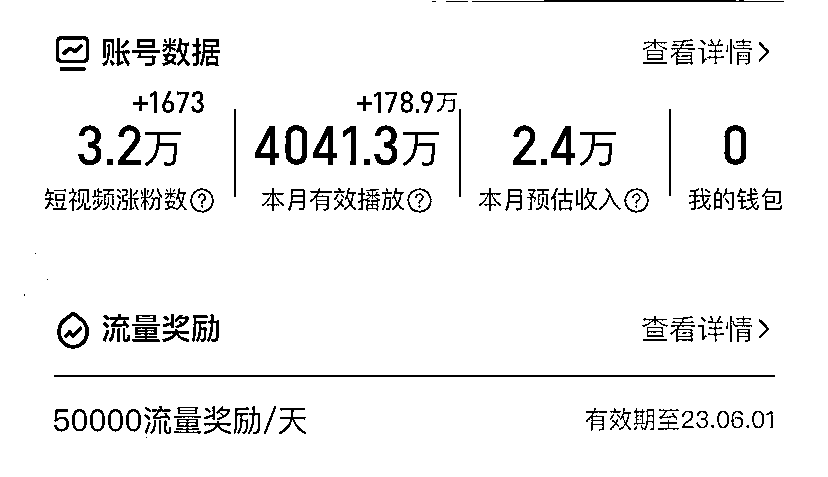 账号数据 查看详情>
+1673 +178.9万
3.2万 4041.3万 2.4万 0
短视频涨粉数? 本月有效播放? 本月预估收入? 我的钱包
流量奖励 查看详情>
50000流量奖励/天 有效期至23.06.01